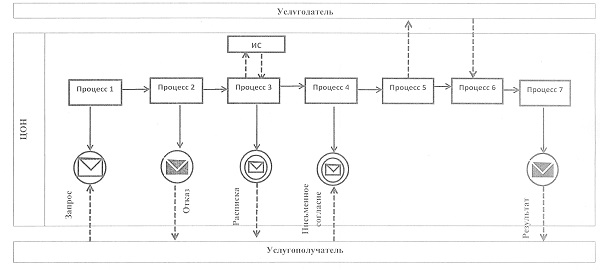 Услугодатель
ЦОН
ИС
Процесс 1
Процесс 2
Процесс 3
Процесс 4
Процесс 5
Процесс 6
Процесс 7
Запрос
Отказ
Расписка
Письменное
согласие
Результат
Услугополучатель